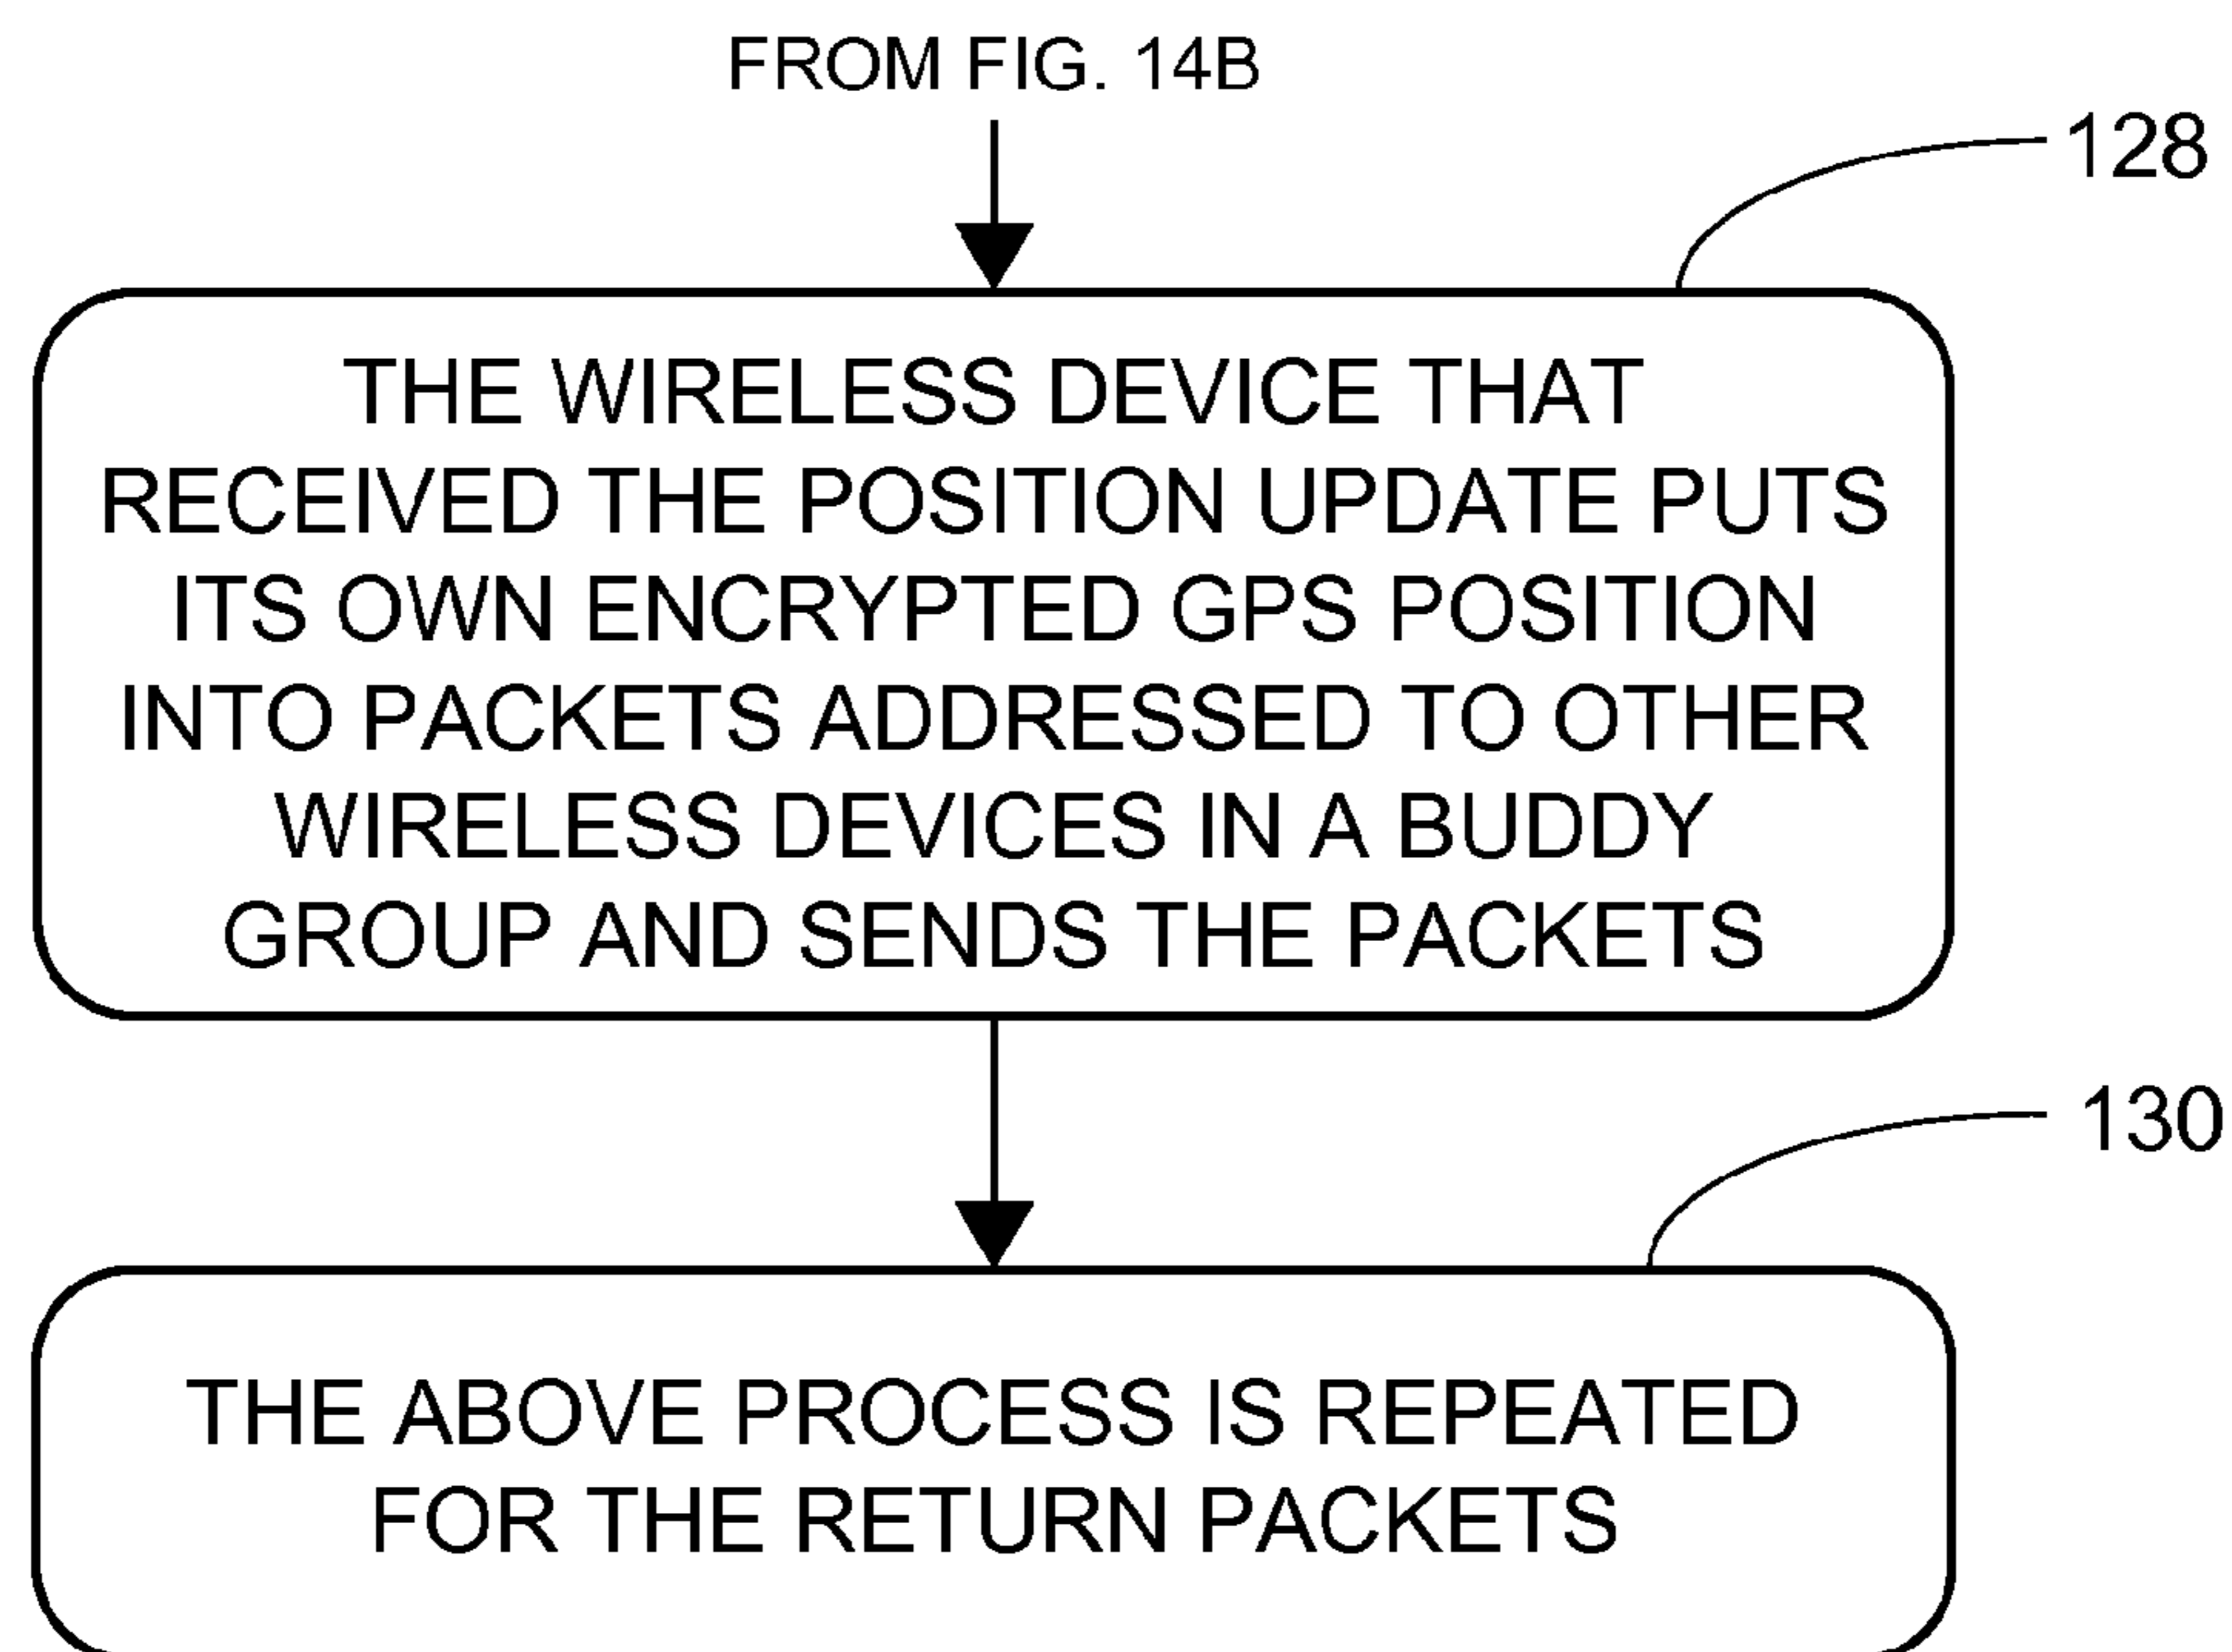 FROM FIG. 14B
128
THE WIRELESS DEVICE THAT
RECEIVED THE POSITION UPDATE PUTS
ITS OWN ENCRYPTED GPS POSITION
INTO PACKETS ADDRESSED TO OTHER
WIRELESS DEVICES IN A BUDDY
GROUP AND SENDS THE PACKETS
130
THE ABOVE PROCESS IS REPEATED
FOR THE RETURN PACKETS